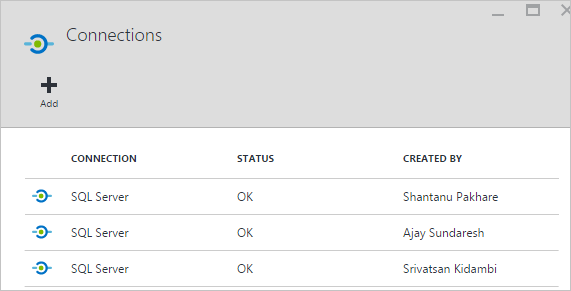 Connections
Add
CONNECTION STATUS CREATED BY
SQL Server OK Shantanu Pakhare
SQL Server OK Ajay Sundaresh
SQL Server OK Srivatsan Kidambi